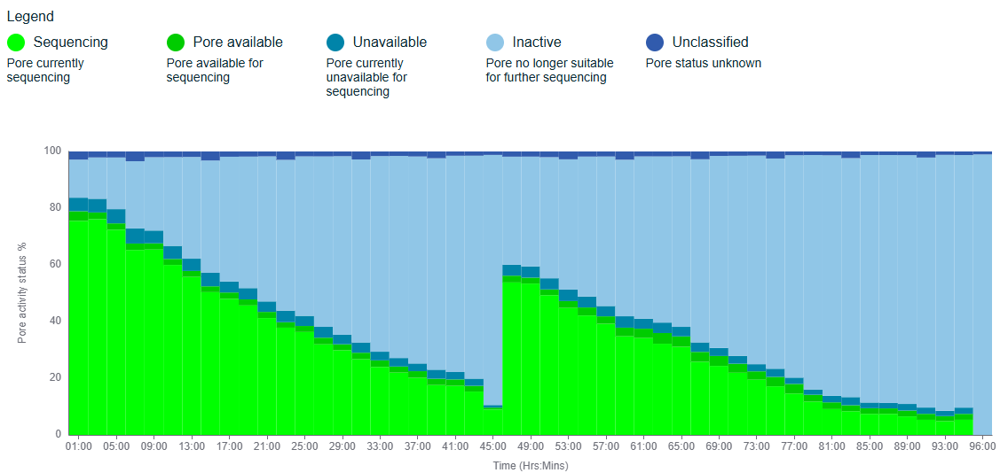 Legend
Sequencing
Pore available
Unavailable
Inactive
Unclassified
Pore currently
sequencing
Pore available for
sequencing
Pore currently
unavailable for
sequencing
Pore no longer suitable
for further sequencing
Pore status unknown
Pore activity status %
100
80
60
40
20
0
01:00 05:00 09:00 13:00 17:00 21:00 25:00 29:00 33:00 37:00 41:00 45:00 49:00 53:00 57:00 61:00 65:00 69:00 73:00 77:00 81:00 85:00 89:00 93:00 96:00
Time (Hrs:Mins)